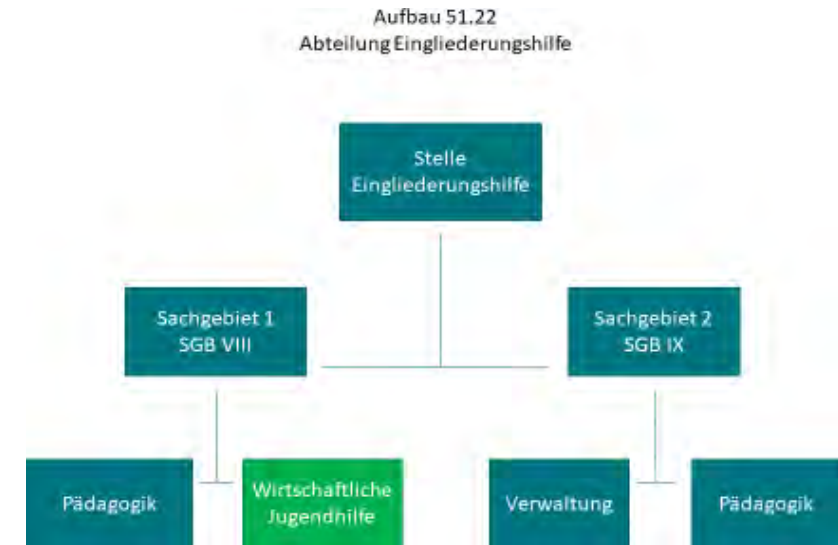 Aufbau 51.22
Abteilung Eingliederungshilfe
Stelle
Eingliederungshilfe
Sachgebiet 1
SGB VIII
Sachgebiet 2
SGB IX
Pädagogik
Wirtschaftliche
Jugendhilfe
Verwaltung
Pädagogik